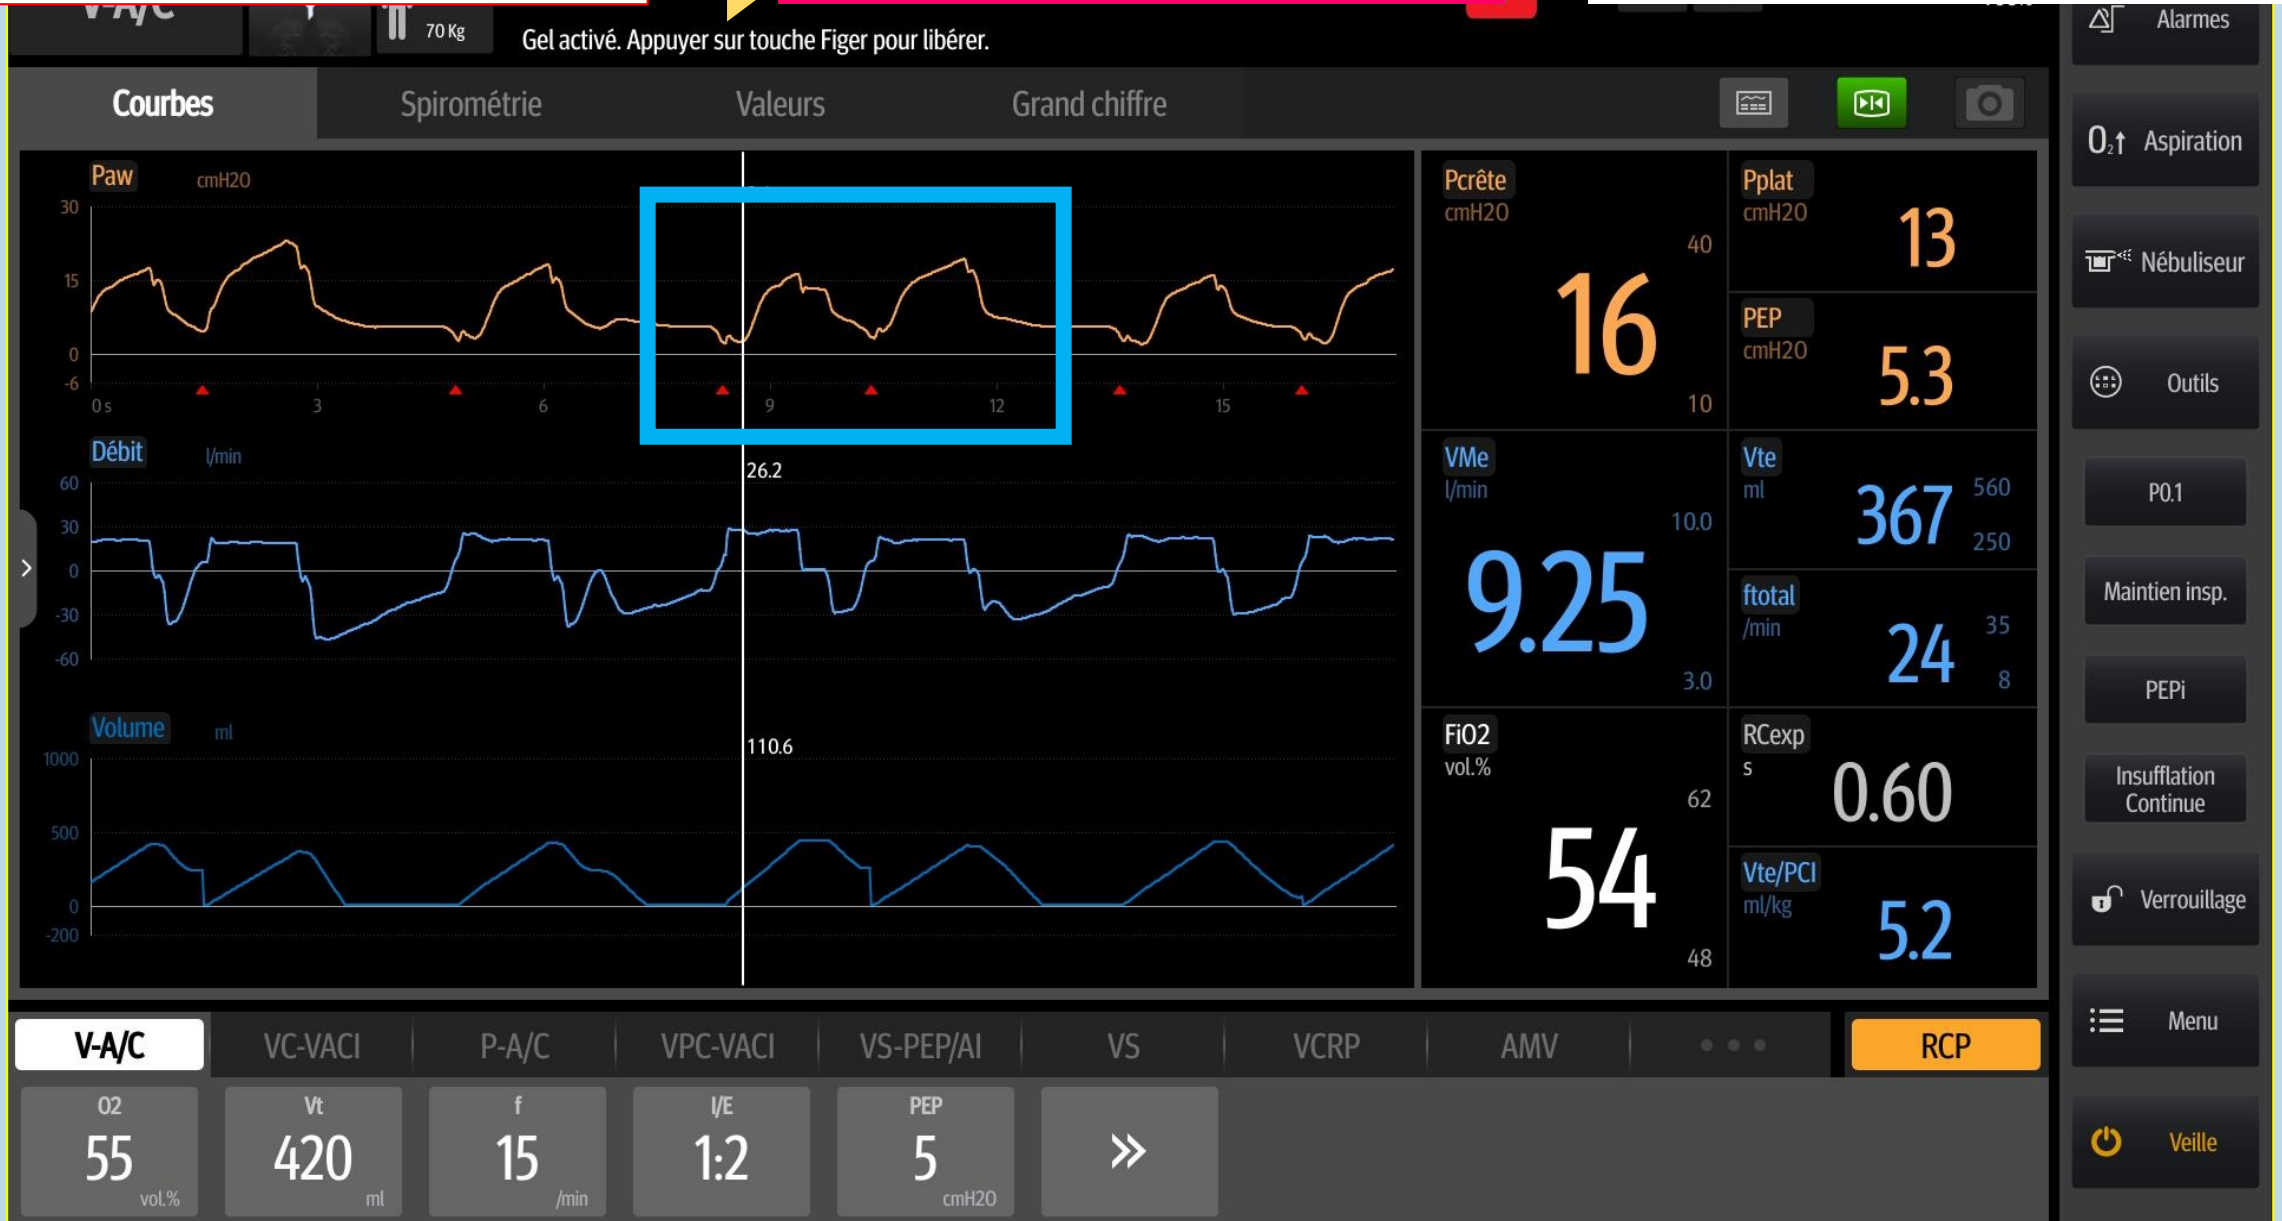 V-A/C
70 Kg
Gel activé. Appuyer sur touche Figer pour libérer.
Alarmes
Courbes Spirométrie Valeurs Grand chiffre
O2↑ Aspiration
Paw cmH2O
30
15
0
-6
0 s 3 6 9 12 15
Débit l/min
26.2
60
30
0
-30
-60
Volume ml
110.6
1000
500
0
-200
Pcrête
cmH2O
40
16
10
Pplat
cmH2O
13
PEP
cmH2O
5.3
VMe
l/min
10.0
9.25
3.0
Vte
ml
367
560
250
ftotal
/min
24
35
8
FiO2
vol.%
62
54
48
RCexp
s
0.60
Vte/PCI
ml/kg
5.2
Nébuliseur
Outils
P0.1
Maintien insp.
PEPi
Insufflation
Continue
Verrouillage
Menu
Veille
V-A/C VC-VACI P-A/C VPC-VACI VS-PEP/AI VS VCRP AMV RCP
O2
55
vol.%
Vt
420
ml
f
15
/min
I/E
1:2
PEP
5
cmH2O